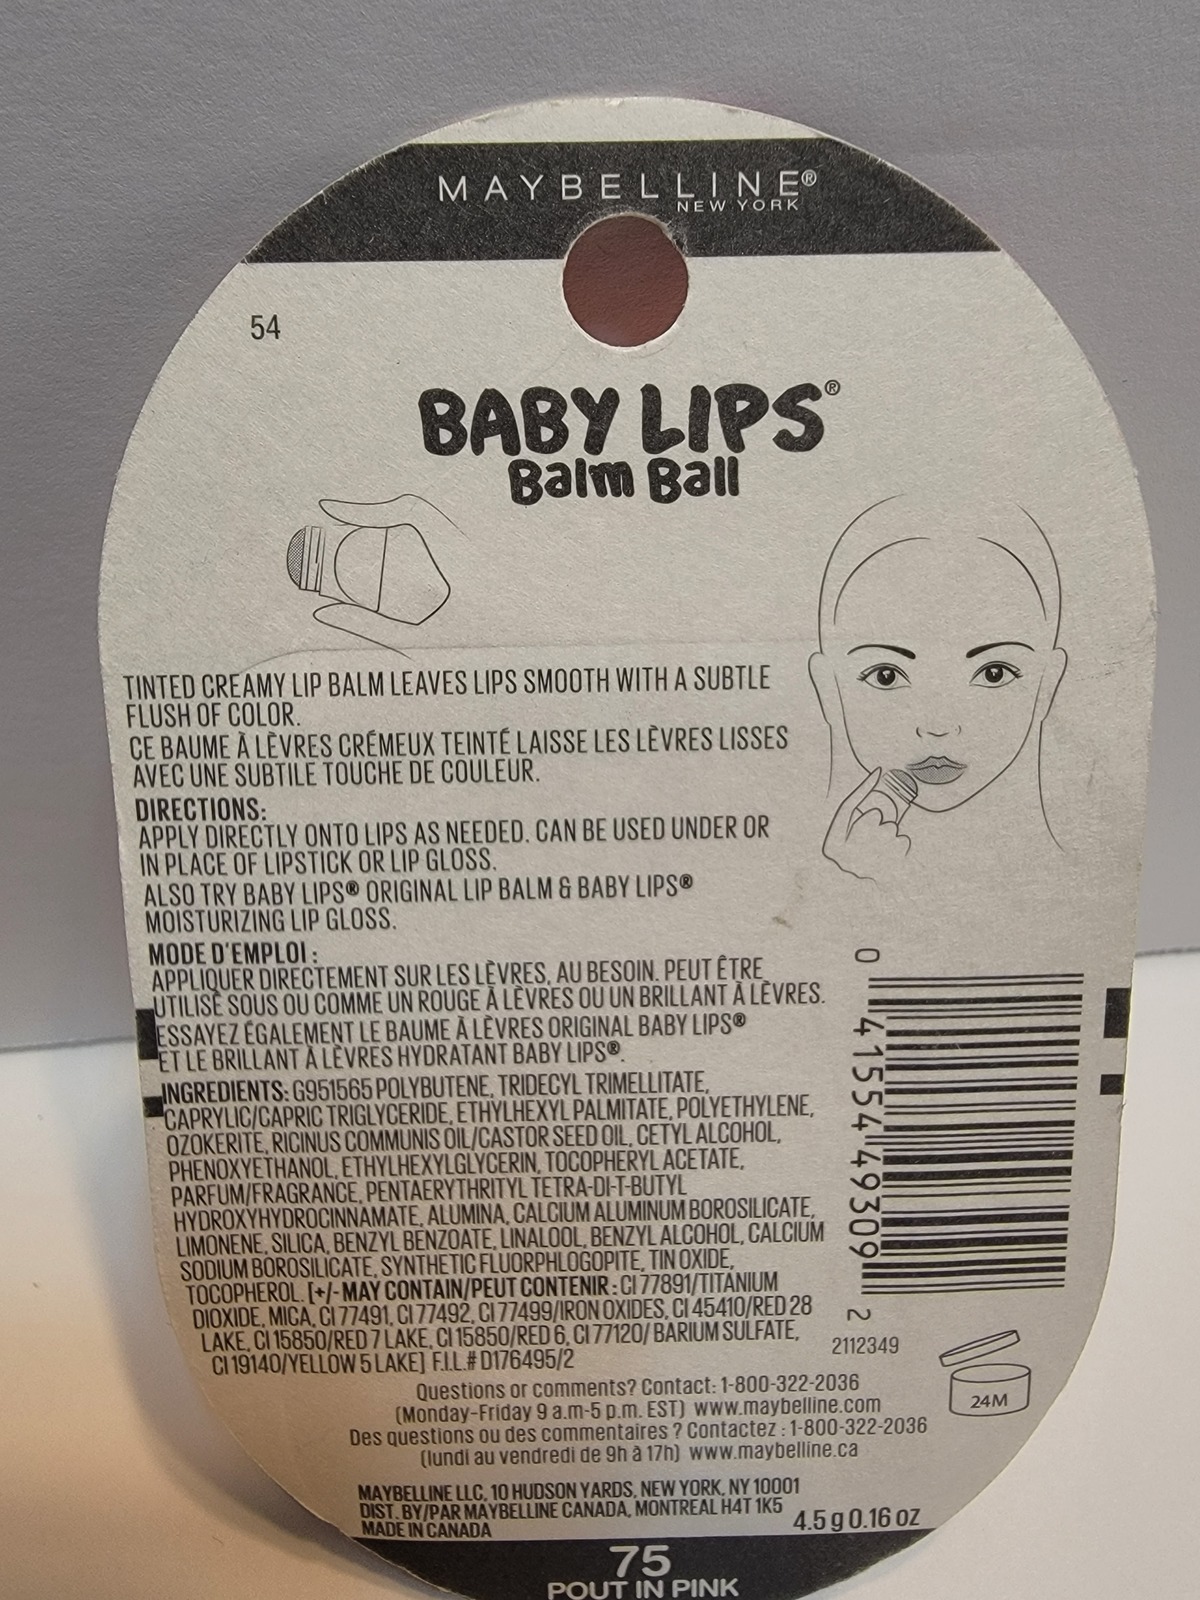 MAYBELLINE®
NEW YORK
54
BABY LIPS®
Balm Ball
TINTED CREAMY LIP BALM LEAVES LIPS SMOOTH WITH A SUBTLE
FLUSH OF COLOR.
CE BAUME À LÈVRES CRÉMEUX TEINTÉ LAISSE LES LÈVRES LISSES
AVEC UNE SUBTILE TOUCHE DE COULEUR.
DIRECTIONS:
APPLY DIRECTLY ONTO LIPS AS NEEDED. CAN BE USED UNDER OR
IN PLACE OF LIPSTICK OR LIP GLOSS.
ALSO TRY BABY LIPS® ORIGINAL LIP BALM & BABY LIPS®
MOISTURIZING LIP GLOSS.
MODE D'EMPLOI :
APPLIQUER DIRECTEMENT SUR LES LÈVRES, AU BESOIN. PEUT ÊTRE
UTILISÉ SOUS OU COMME UN ROUGE À LÈVRES OU UN BRILLANT À LÈVRES.
ESSAYEZ ÉGALEMENT LE BAUME À LÈVRES ORIGINAL BABY LIPS®
ET LE BRILLANT À LÈVRES HYDRATANT BABY LIPS®.
INGREDIENTS: G951565 POLYBUTENE, TRIDECYL TRIMELLITATE,
CAPRYLIC/CAPRIC TRIGLYCERIDE, ETHYLHEXYL PALMITATE, POLYETHYLENE,
OZOKERITE, RICINUS COMMUNIS OIL/CASTOR SEED OIL, CETYL ALCOHOL,
PHENOXYETHANOL, ETHYLHEXYLGLYCERIN, TOCOPHERYL ACETATE,
PARFUM/FRAGRANCE, PENTAERYTHRITYL TETRA-DI-T-BUTYL
HYDROXYHYDROCINNAMATE, ALUMINA, CALCIUM ALUMINUM BOROSILICATE,
LIMONENE, SILICA, BENZYL BENZOATE, LINALOOL, BENZYL ALCOHOL, CALCIUM
SODIUM BOROSILICATE, SYNTHETIC FLUORPHLOGOPITE, TIN OXIDE,
TOCOPHEROL. [+/- MAY CONTAIN/PEUT CONTENIR : CI 77891/TITANIUM
DIOXIDE, MICA, CI 77491, CI 77492, CI 77499/IRON OXIDES, CI 45410/RED 28
LAKE, CI 15850/RED 7 LAKE, CI 15850/RED 6, CI 77120/ BARIUM SULFATE,
CI 19140/YELLOW 5 LAKE] F.I.L.# D176495/2
0 41554 49309 2
2112349
24M
Questions or comments? Contact: 1-800-322-2036
(Monday-Friday 9 a.m-5 p.m. EST) www.maybelline.com
Des questions ou des commentaires ? Contactez : 1-800-322-2036
(lundi au vendredi de 9h à 17h) www.maybelline.ca
MAYBELLINE LLC, 10 HUDSON YARDS, NEW YORK, NY 10001
DIST. BY/PAR MAYBELLINE CANADA, MONTREAL H4T 1K5
MADE IN CANADA
4.5 g 0.16 oz
75
POUT IN PINK